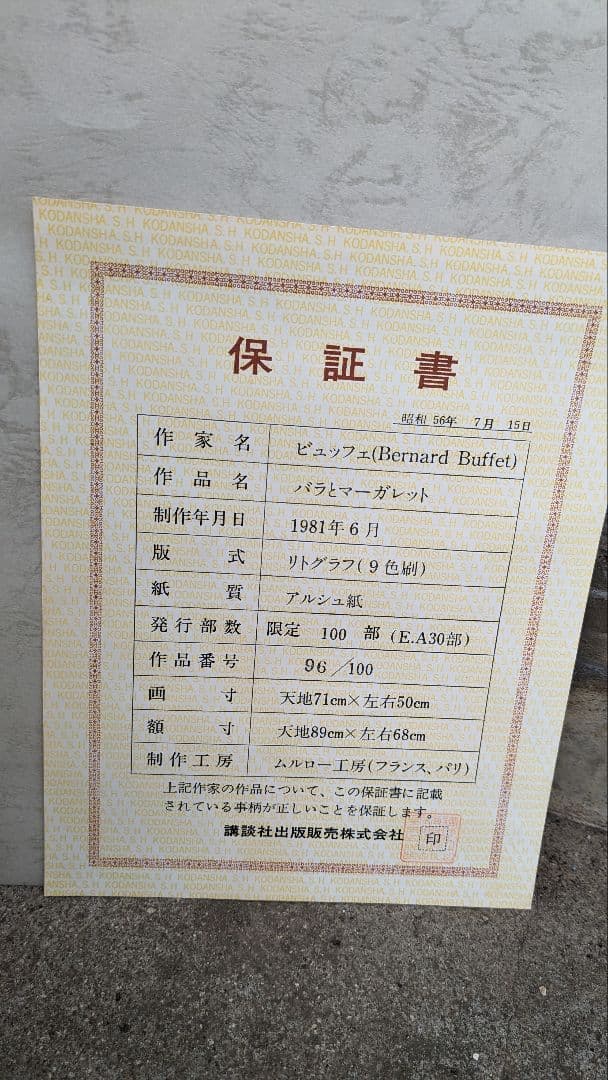 保証書
昭和 56年 7月 15日
作家名 ビュッフェ(Bernard Buffet)
作品名 バラとマーガレット
制作年月日 1981年6月
版式 リトグラフ(9色刷)
紙質 アルシュ紙
発行部数 限定 100 部 (E.A30部)
作品番号 96/100
画寸 天地71cm×左右50cm
額寸 天地89cm×左右68cm
制作工房 ムルロー工房(フランス、パリ)
上記作家の作品について、この保証書に記載
されている事柄が正しいことを保証します。
講談社出版販売株式会社 印
KODANSHA. S. H